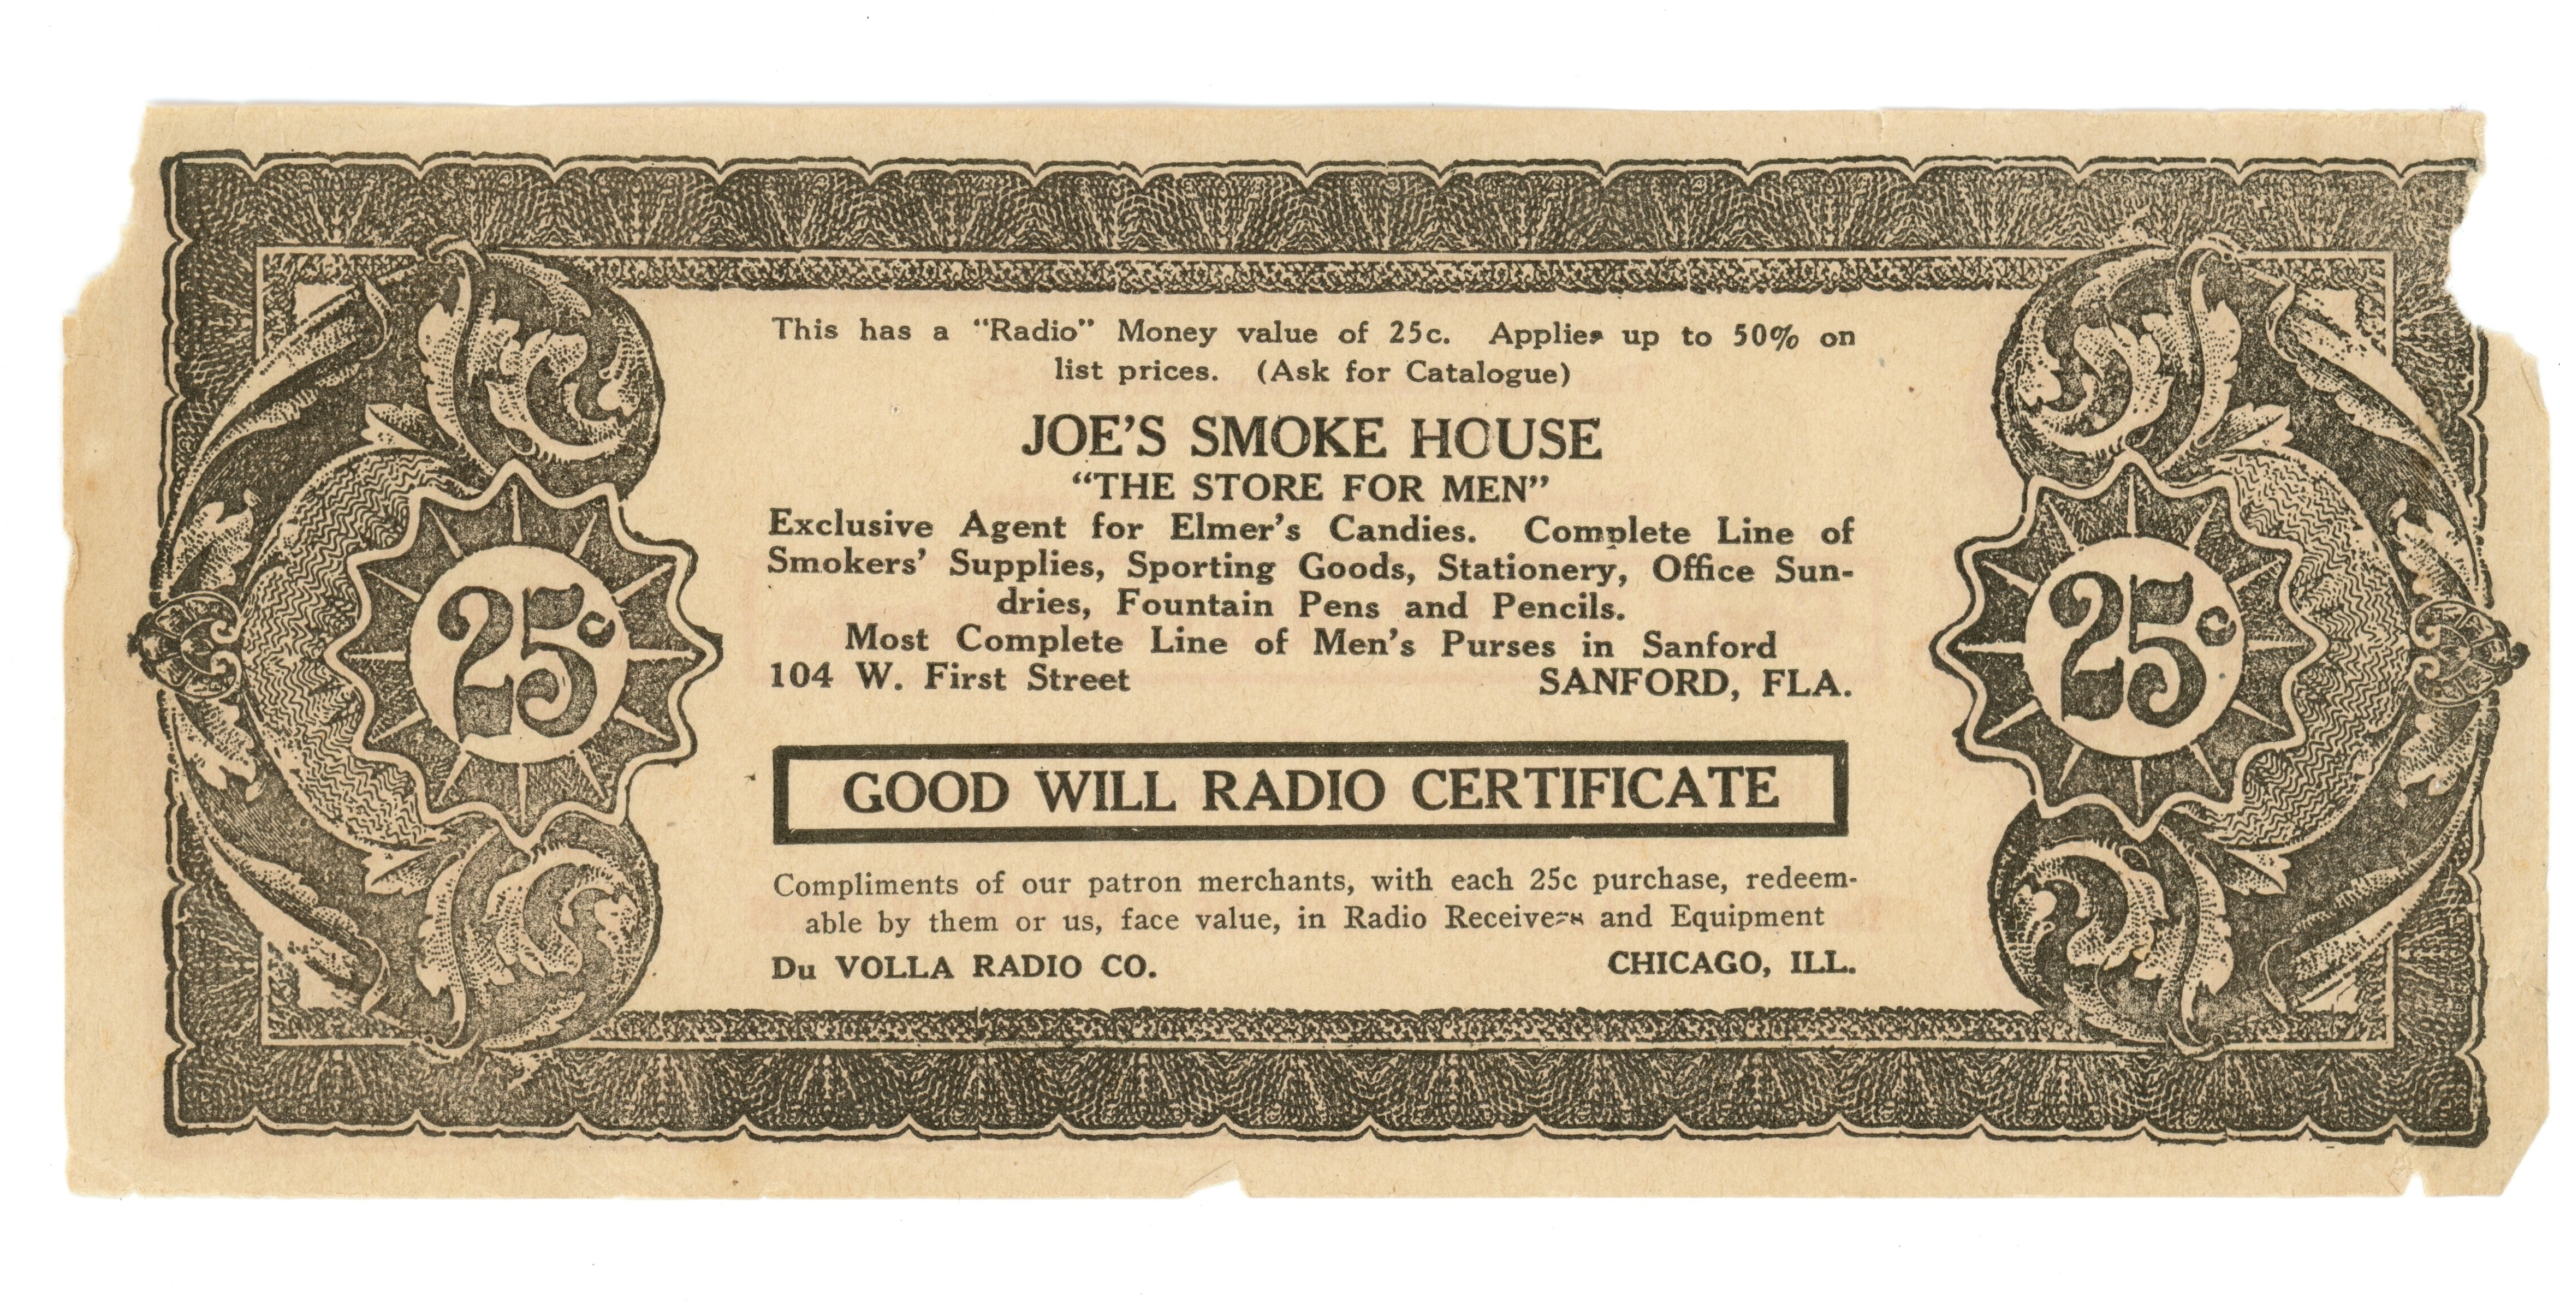 This has a "Radio" Money value of 25c. Applies up to 50% on
list prices. (Ask for Catalogue)
JOE'S SMOKE HOUSE
"THE STORE FOR MEN"
Exclusive Agent for Elmer's Candies. Complete Line of
Smokers' Supplies, Sporting Goods, Stationery, Office Sun-
dries, Fountain Pens and Pencils.
Most Complete Line of Men's Purses in Sanford
104 W. First Street SANFORD, FLA.
25c
25c
GOOD WILL RADIO CERTIFICATE
Compliments of our patron merchants, with each 25c purchase, redeem-
able by them or us, face value, in Radio Receivers and Equipment
Du VOLLA RADIO CO. CHICAGO, ILL.